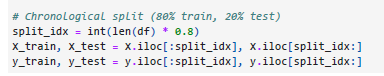 # Chronological split (80% train, 20% test)
split_idx = int(len(df) * 0.8)
X_train, X_test = X.iloc[:split_idx], X.iloc[split_idx:]
y_train, y_test = y.iloc[:split_idx], y.iloc[split_idx:]